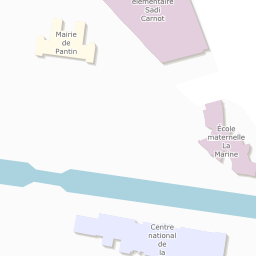 élémentaire
Sadi
Carnot
Mairie
de
Pantin
École
maternelle
La
Marine
Centre
national
de
la